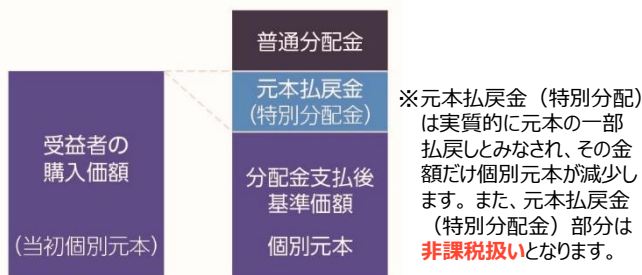 普通分配金
元本払戻金
(特別分配金)
受益者の
購入価額
(当初個別元本)
分配金支払後
基準価額
個別元本
※元本払戻金（特別分配）
は実質的に元本の一部
払戻しとみなされ、その金
額だけ個別元本が減少し
ます。また、元本払戻金
（特別分配金）部分は
非課税扱いとなります。